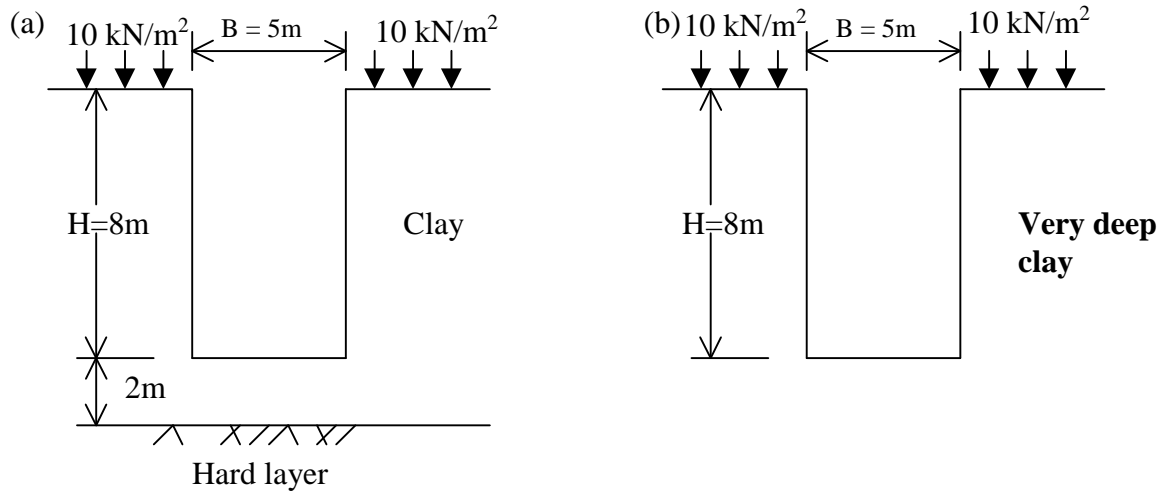 (a) 10 kN/m² B = 5m 10 kN/m²
H=8m Clay
2m
Hard layer
(b) 10 kN/m² B = 5m 10 kN/m²
H=8m Very deep
clay